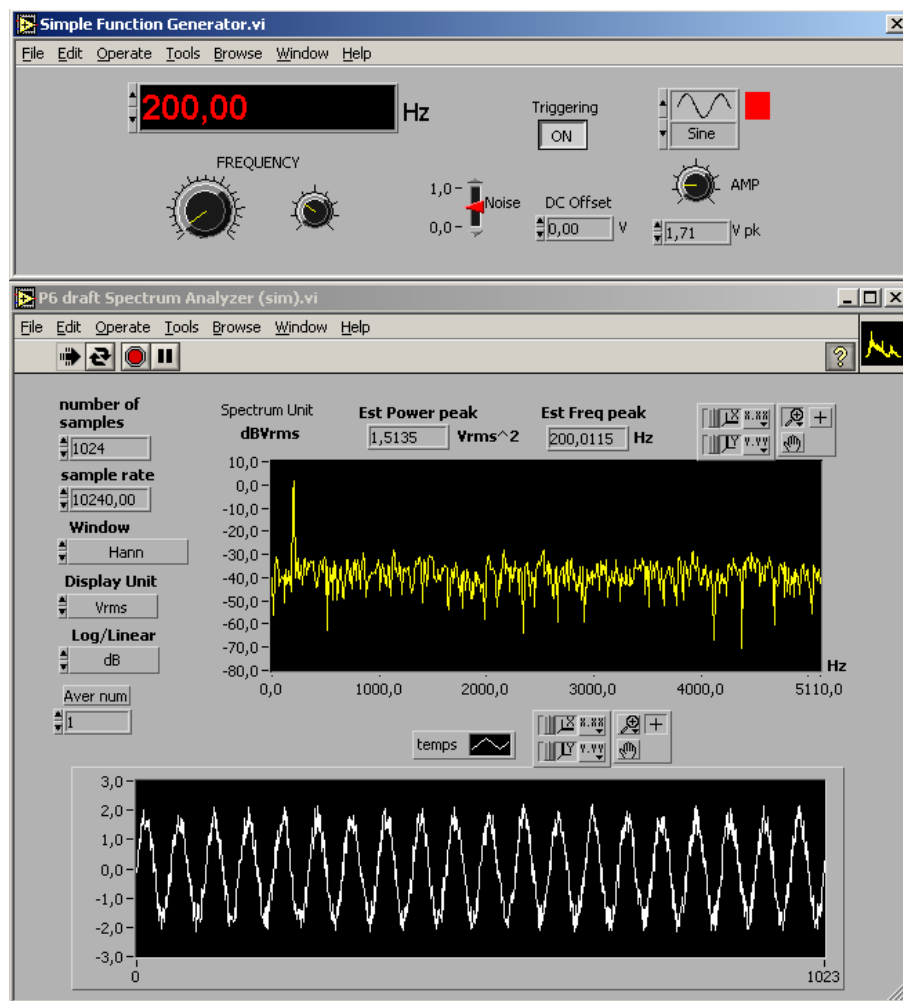 Simple Function Generator.vi
File Edit Operate Tools Browse Window Help
200,00 Hz
Triggering
ON
Sine
FREQUENCY
AMP
1,0
Noise
0,0
DC Offset
0,00 V
1,71 V pk
P6 draft Spectrum Analyzer (sim).vi
File Edit Operate Tools Browse Window Help
?
number of
samples
1024
sample rate
10240,00
Window
Hann
Display Unit
Vrms
Log/Linear
dB
Aver num
1
Spectrum Unit
dBVrms
Est Power peak
1,5135 Vrms^2
Est Freq peak
200,0115 Hz
X X.XX
Y Y.YY
10,0
0,0
-10,0
-20,0
-30,0
-40,0
-50,0
-60,0
-70,0
-80,0
Hz
0,0 1000,0 2000,0 3000,0 4000,0 5110,0
temps
X X.XX
Y Y.YY
3,0
2,0
1,0
0,0
-1,0
-2,0
-3,0
0 1023